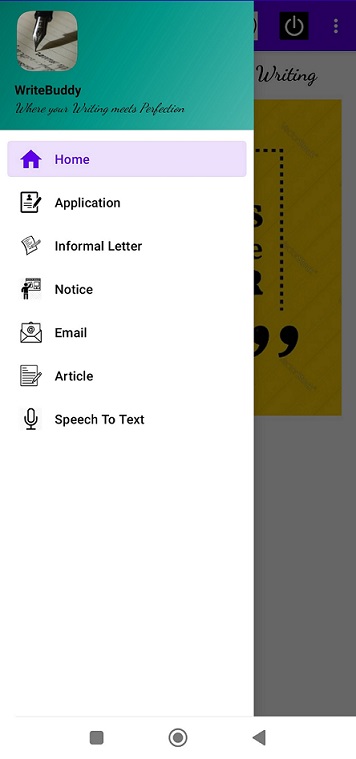 WriteBuddy
Where your Writing meets Perfection
Writing
Home
Application
Informal Letter
Notice
Email
Article
Speech To Text